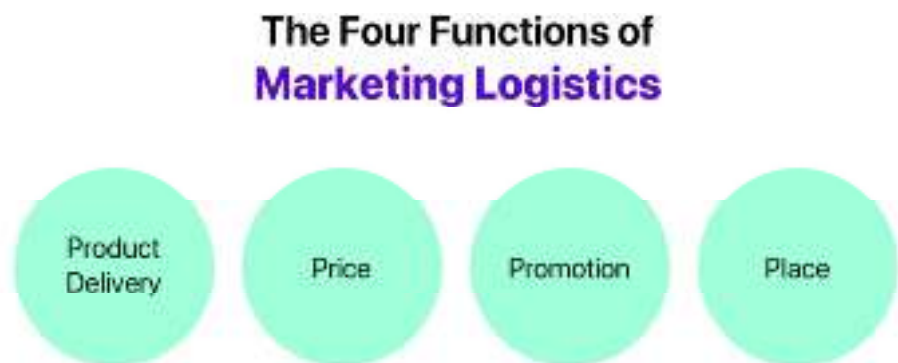 The Four Functions of
Marketing Logistics
Product
Delivery
Price
Promotion
Place